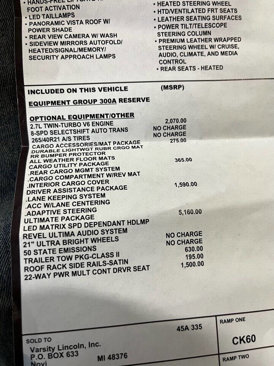 • HANDS-FREE LIFTGATE W/
FOOT ACTIVATION
• LED TAILLAMPS
• PANORAMIC VISTA ROOF W/
POWER SHADE
• REAR VIEW CAMERA W/ WASH
• SIDEVIEW MIRRORS AUTOFOLD/
HEATED/SIGNAL/MEMORY/
SECURITY APPROACH LAMPS
• HEATED STEERING WHEEL
• HTD/VENTILATED FRT SEATS
• LEATHER SEATING SURFACES
• POWER TILT/TELESCOPE
STEERING COLUMN
• PREMIUM LEATHER WRAPPED
STEERING WHEEL W/ CRUISE,
AUDIO, CLIMATE, AND MEDIA
CONTROL
• REAR SEATS - HEATED
INCLUDED ON THIS VEHICLE (MSRP)
EQUIPMENT GROUP 300A RESERVE
OPTIONAL EQUIPMENT/OTHER
2.7L TWIN-TURBO V6 ENGINE 2,070.00
8-SPD SELECTSHIFT AUTO TRANS NO CHARGE
265/40R21 A/S TIRES NO CHARGE
CARGO ACCESSORIES/MAT PACKAGE 275.00
DURABLE LIGHTWGT RUBR CRGO MAT
RR BUMPER PROTECTOR
ALL WEATHER FLOOR MATS
CARGO UTILITY PACKAGE 365.00
.REAR CARGO MGMT SYSTEM
CARGO COMPARTMENT W/REV MAT
.INTERIOR CARGO COVER
DRIVER ASSISTANCE PACKAGE 1,590.00
.LANE KEEPING SYSTEM
.ACC W/LANE CENTERING
.ADAPTIVE STEERING
ULTIMATE PACKAGE 5,160.00
LED MATRIX SPD DEPENDANT HDLMP
REVEL ULTIMA AUDIO SYSTEM
21" ULTRA BRIGHT WHEELS NO CHARGE
50 STATE EMISSIONS NO CHARGE
TRAILER TOW PKG-CLASS II 630.00
ROOF RACK SIDE RAILS-SATIN 195.00
22-WAY PWR MULT CONT DRVR SEAT 1,500.00
SOLD TO
45A 335
Varsity Lincoln, Inc.
P.O. BOX 633
Novi MI 48376
RAMP ONE
CK60
RAMP TWO